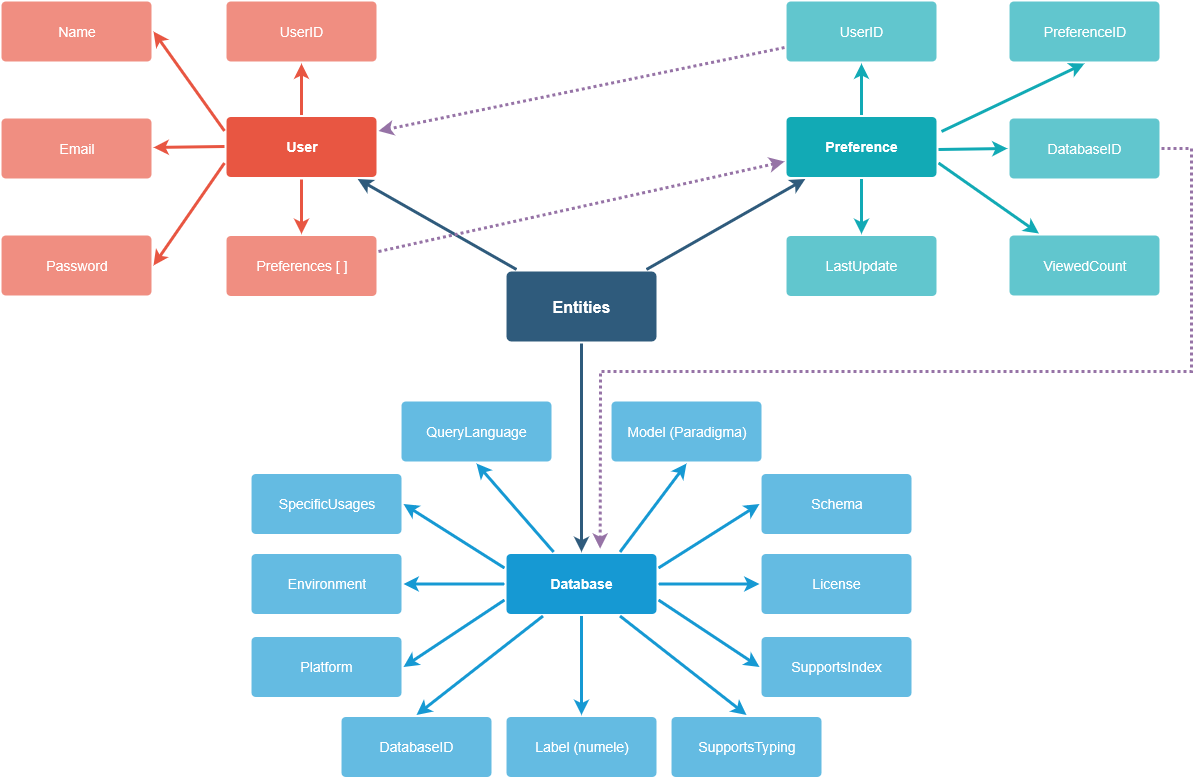 Name
UserID
UserID
PreferenceID
Email
User
Preference
DatabaseID
Password
Preferences [ ]
LastUpdate
ViewedCount
Entities
QueryLanguage
Model (Paradigma)
SpecificUsages
Schema
Environment
Database
License
Platform
SupportsIndex
DatabaseID
Label (numele)
SupportsTyping